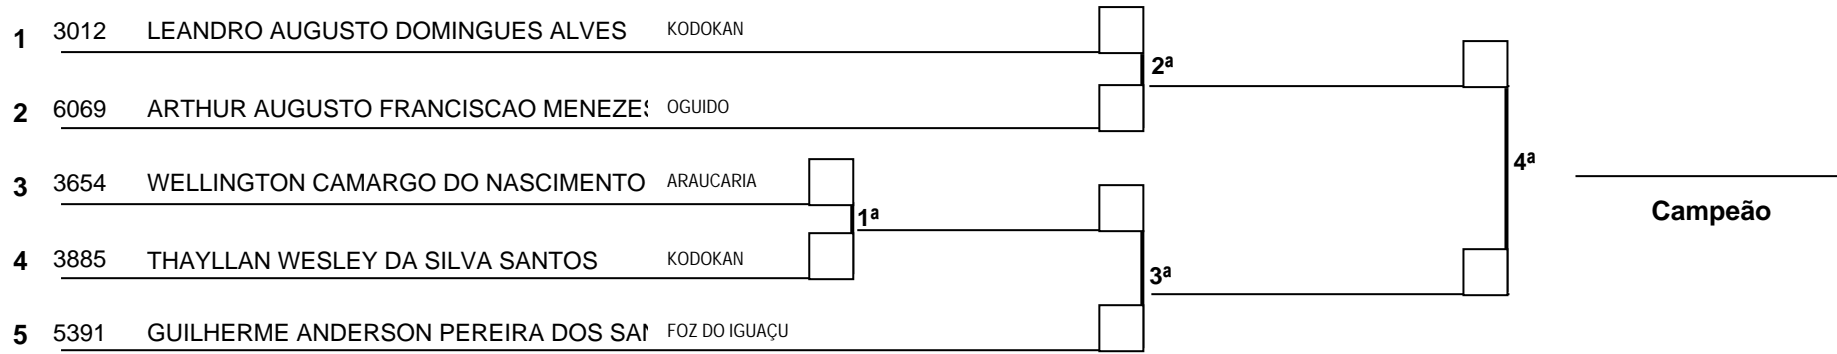 1 3012 LEANDRO AUGUSTO DOMINGUES ALVES KODOKAN
2ª
2 6069 ARTHUR AUGUSTO FRANCISCAO MENEZES OGUIDO
3 3654 WELLINGTON CAMARGO DO NASCIMENTO ARAUCARIA
4ª
1ª
Campeão
4 3885 THAYLLAN WESLEY DA SILVA SANTOS KODOKAN
3ª
5 5391 GUILHERME ANDERSON PEREIRA DOS SAN FOZ DO IGUAÇU